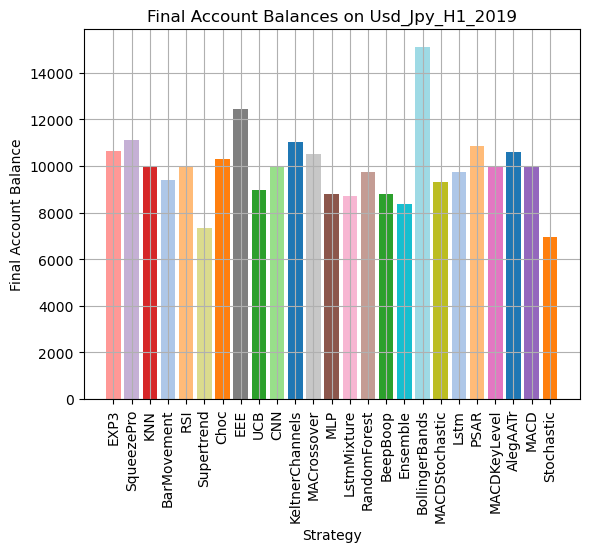 Final Account Balances on Usd_Jpy_H1_2019
Final Account Balance
14000
12000
10000
8000
6000
4000
2000
0
EXP3
SqueezePro
KNN
BarMovement
RSI
Supertrend
Choc
EEE
UCB
CNN
KeltnerChannels
MACrossover
MLP
LstmMixture
RandomForest
BeepBoop
Ensemble
BollingerBands
MACDStochastic
Lstm
PSAR
MACDKeyLevel
AlegAATr
MACD
Stochastic
Strategy